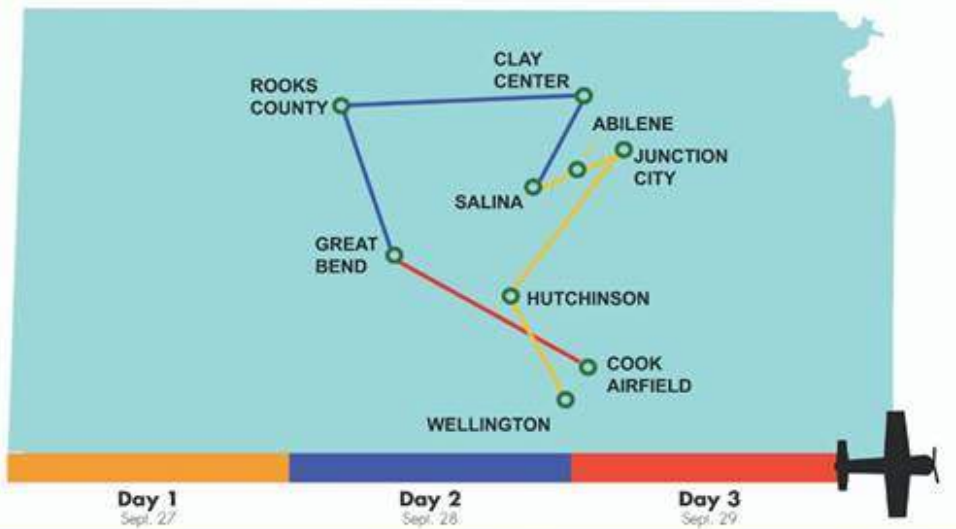 ROOKS
COUNTY
CLAY
CENTER
ABILENE
JUNCTION
CITY
SALINA
GREAT
BEND
HUTCHINSON
COOK
AIRFIELD
WELLINGTON
Day 1
Sept. 27
Day 2
Sept. 28
Day 3
Sept. 29